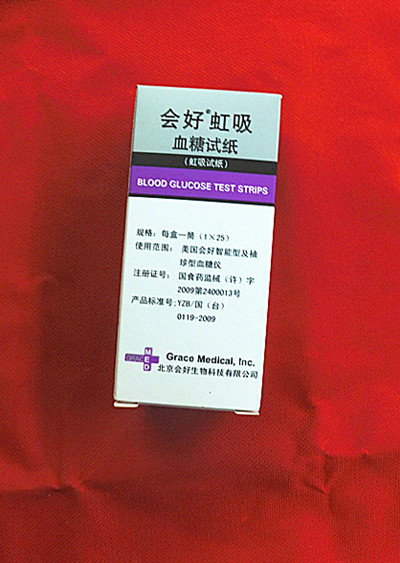 会好®虹吸
血糖试纸
(虹吸试纸)
BLOOD GLUCOSE TEST STRIPS
规格: 每盒一筒 (1×25)
使用范围: 美国会好智能型及袖
珍型血糖仪
注册证号: 国食药监械(许)字
2009第2400013号
产品标准号:YZB/国(台)
0119-2009
GRACE
MED
Grace Medical, Inc.
北京会好生物科技有限公司